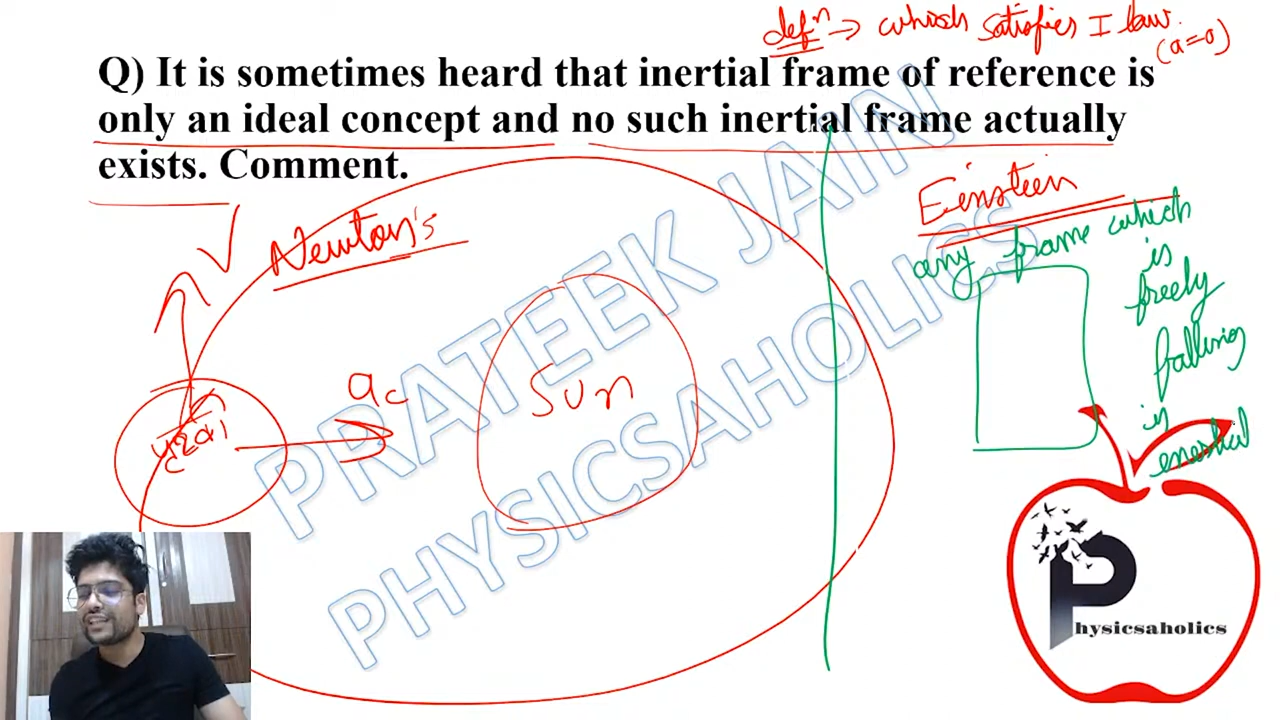 defⁿ → which satisfies I law.
(a=0)
Q) It is sometimes heard that inertial frame of reference is
only an ideal concept and no such inertial frame actually
exists. Comment.
Newton's
Einstein
any frame which
is
freely
falling
is
enertial
ac
Sun
PRATEEK JAIN
PHYSICSAHOLICS
Physicsaholics